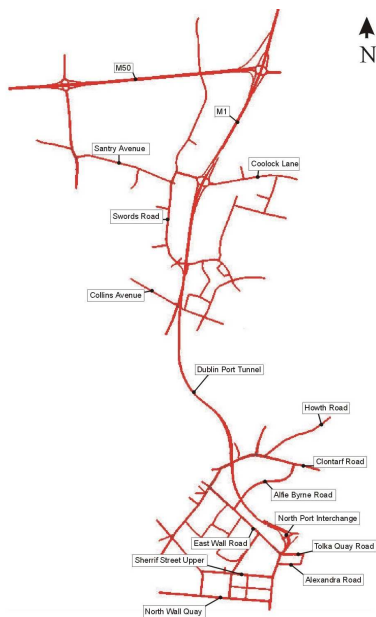 N
M50
M1
Santry Avenue
Coolock Lane
Swords Road
Collins Avenue
Dublin Port Tunnel
Howth Road
Clontarf Road
Alfie Byrne Road
North Port Interchange
East Wall Road
Tolka Quay Road
Sherrif Street Upper
Alexandra Road
North Wall Quay